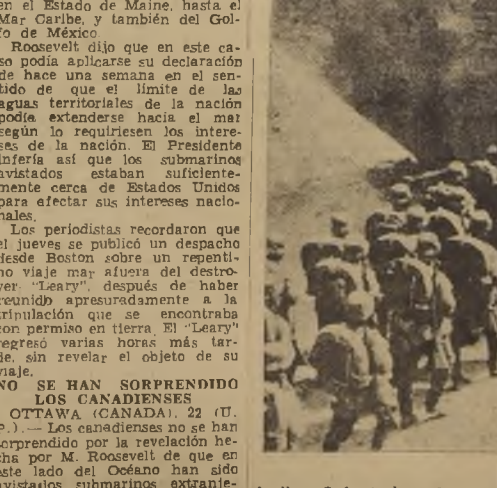 en el Estado de Maine, hasta el
Mar Caribe, y también del Gol-
fo de México.
Roosevelt dijo que en este ca-
so podía aplicarse su declaración
de hace una semana en el sen-
tido de que el límite de las
aguas territoriales de la nación
podía extenderse hacia el mar
según lo requiriesen los intere-
ses de la nación. El Presidente
infería así que los submarinos
avistados estaban suficiente-
mente cerca de Estados Unidos
para afectar sus intereses nacio-
nales.
Los periodistas recordaron que
el jueves se publicó un despacho
desde Boston sobre un repenti-
no viaje mar afuera del destro-
yer "Leary", después de haber
reunido apresuradamente a la
tripulación que se encontraba
con permiso en tierra. El "Leary"
regresó varias horas más tar-
de, sin revelar el objeto de su
viaje.
NO SE HAN SORPRENDIDO
LOS CANADIENSES
OTTAWA (CANADA), 22 (U.
P.).— Los canadienses no se han
sorprendido por la revelación he-
cha por M. Roosevelt de que en
este lado del Océano han sido
avistados submarinos extranje-